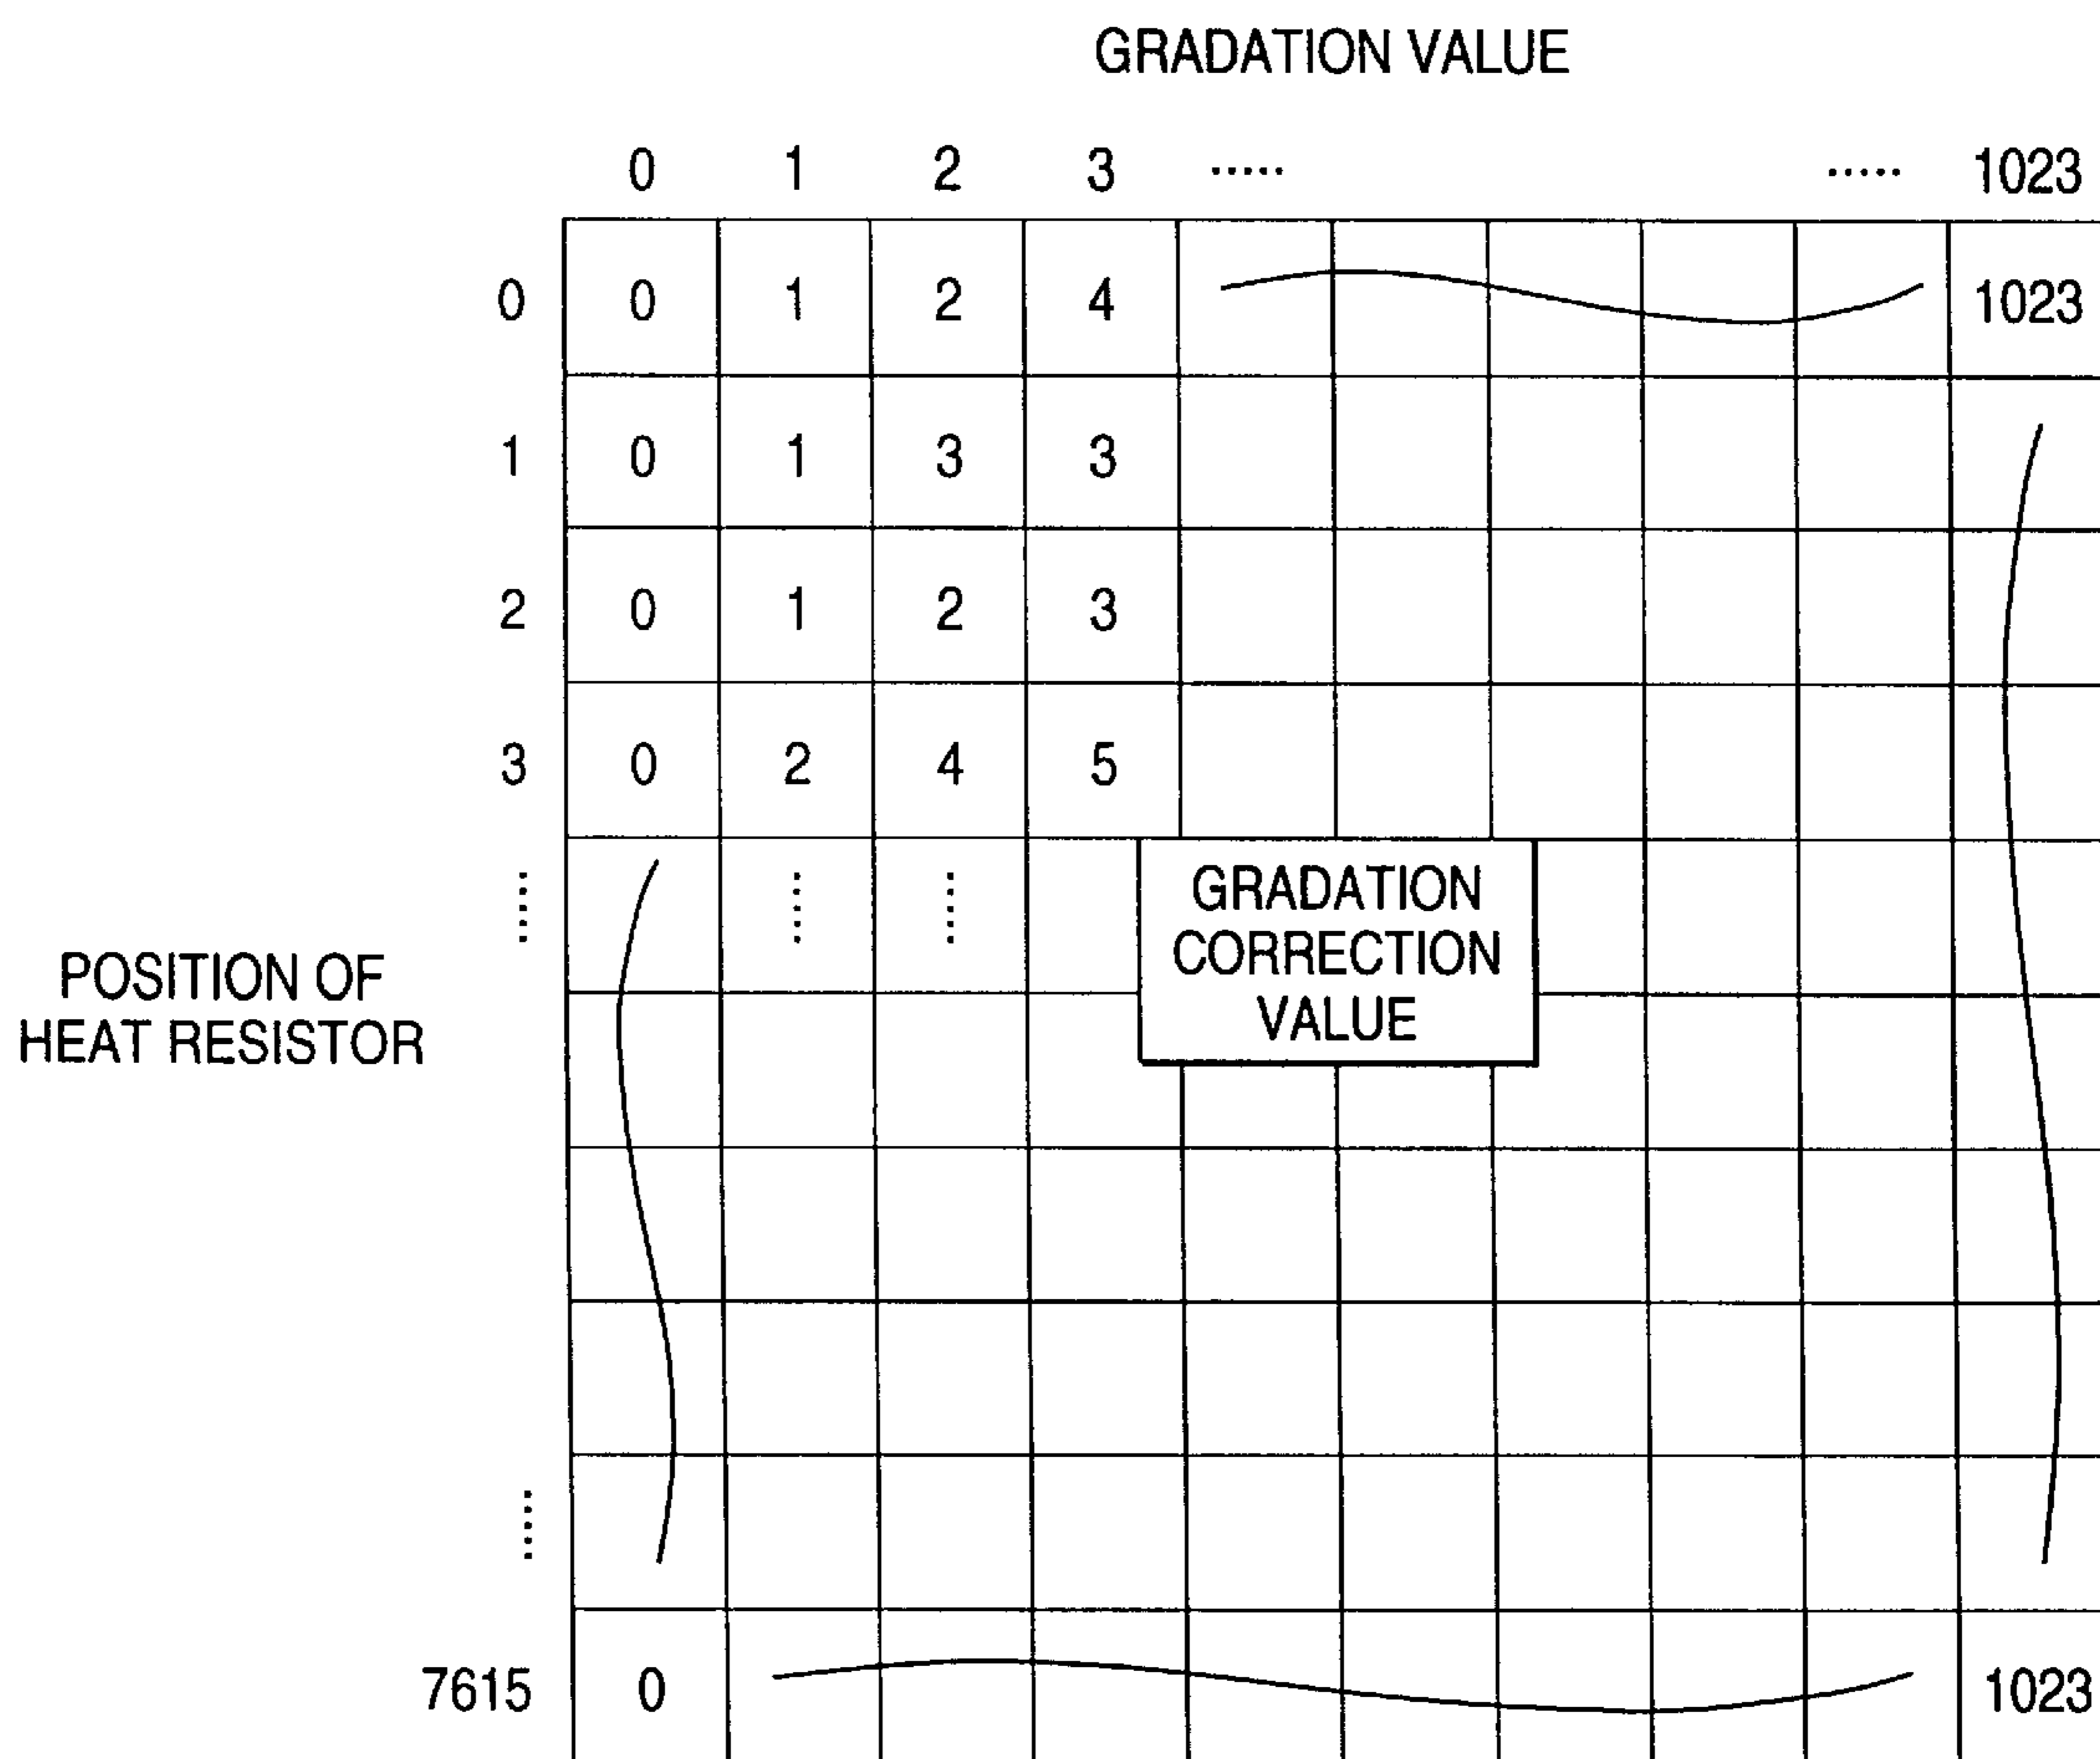 GRADATION VALUE
0 1 2 3 ..... ..... 1023
0 0 1 2 4 1023
1 0 1 3 3
2 0 1 2 3
3 0 2 4 5
..... ..... .....
GRADATION
CORRECTION
VALUE
POSITION OF
HEAT RESISTOR
.....
7615 0 1023